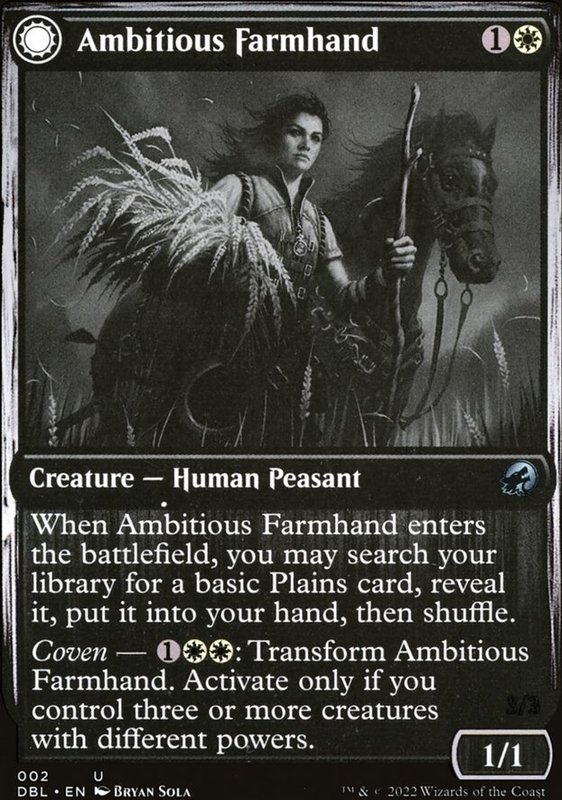 Ambitious Farmhand 1
Creature — Human Peasant
When Ambitious Farmhand enters
the battlefield, you may search your
library for a basic Plains card, reveal
it, put it into your hand, then shuffle.
Coven — 1: Transform Ambitious
Farmhand. Activate only if you
control three or more creatures
with different powers.
3/3
1/1
002 U
DBL • EN Bryan Sola ™ & © 2022 Wizards of the Coast